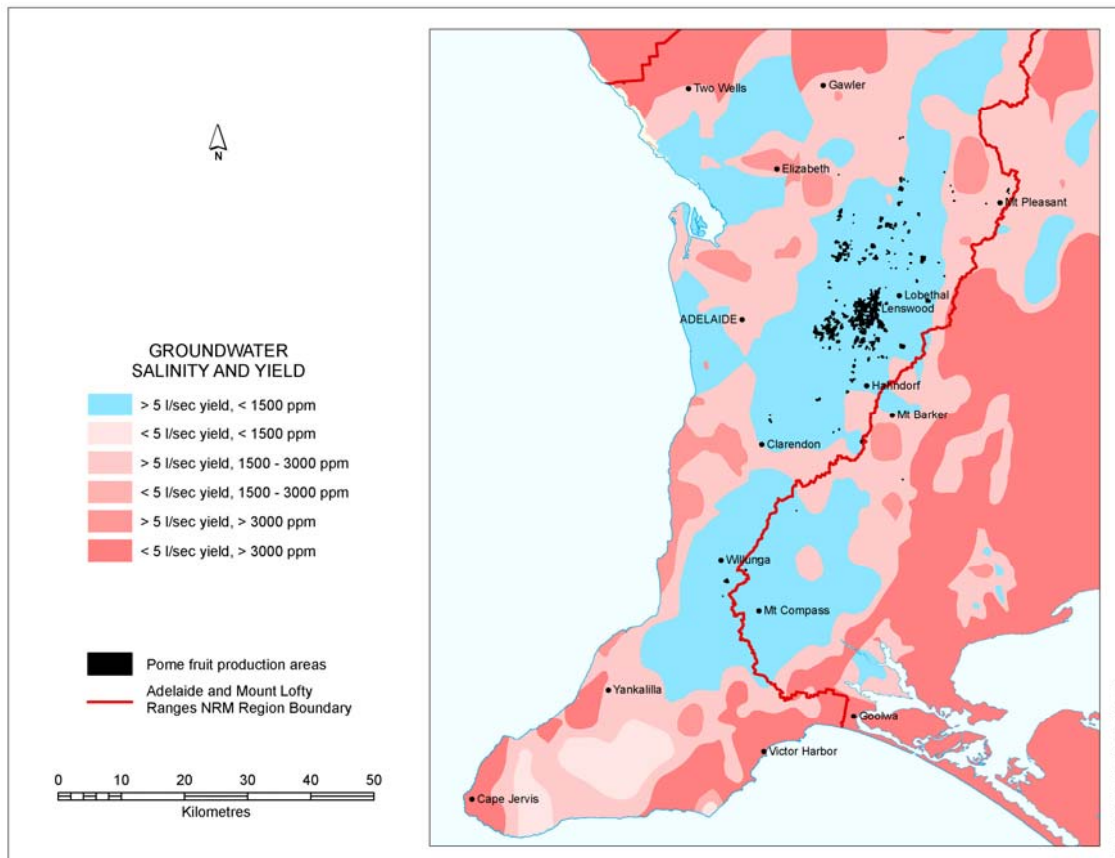 N
GROUNDWATER
SALINITY AND YIELD
> 5 l/sec yield, < 1500 ppm
< 5 l/sec yield, < 1500 ppm
> 5 l/sec yield, 1500 - 3000 ppm
< 5 l/sec yield, 1500 - 3000 ppm
> 5 l/sec yield, > 3000 ppm
< 5 l/sec yield, > 3000 ppm
Pome fruit production areas
Adelaide and Mount Lofty
Ranges NRM Region Boundary
0 10 20 30 40 50
Kilometres
Two Wells
Gawler
Elizabeth
Mt Pleasant
Lobethal
Lenswood
ADELAIDE
Hahndorf
Mt Barker
Clarendon
Willunga
Mt Compass
Yankalilla
Goolwa
Victor Harbor
Cape Jervis